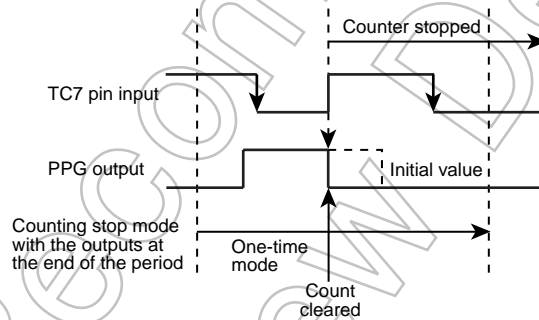 Counter stopped
TC7 pin input
PPG output
Initial value
Counting stop mode
with the outputs at
the end of the period
One-time
mode
Count
cleared